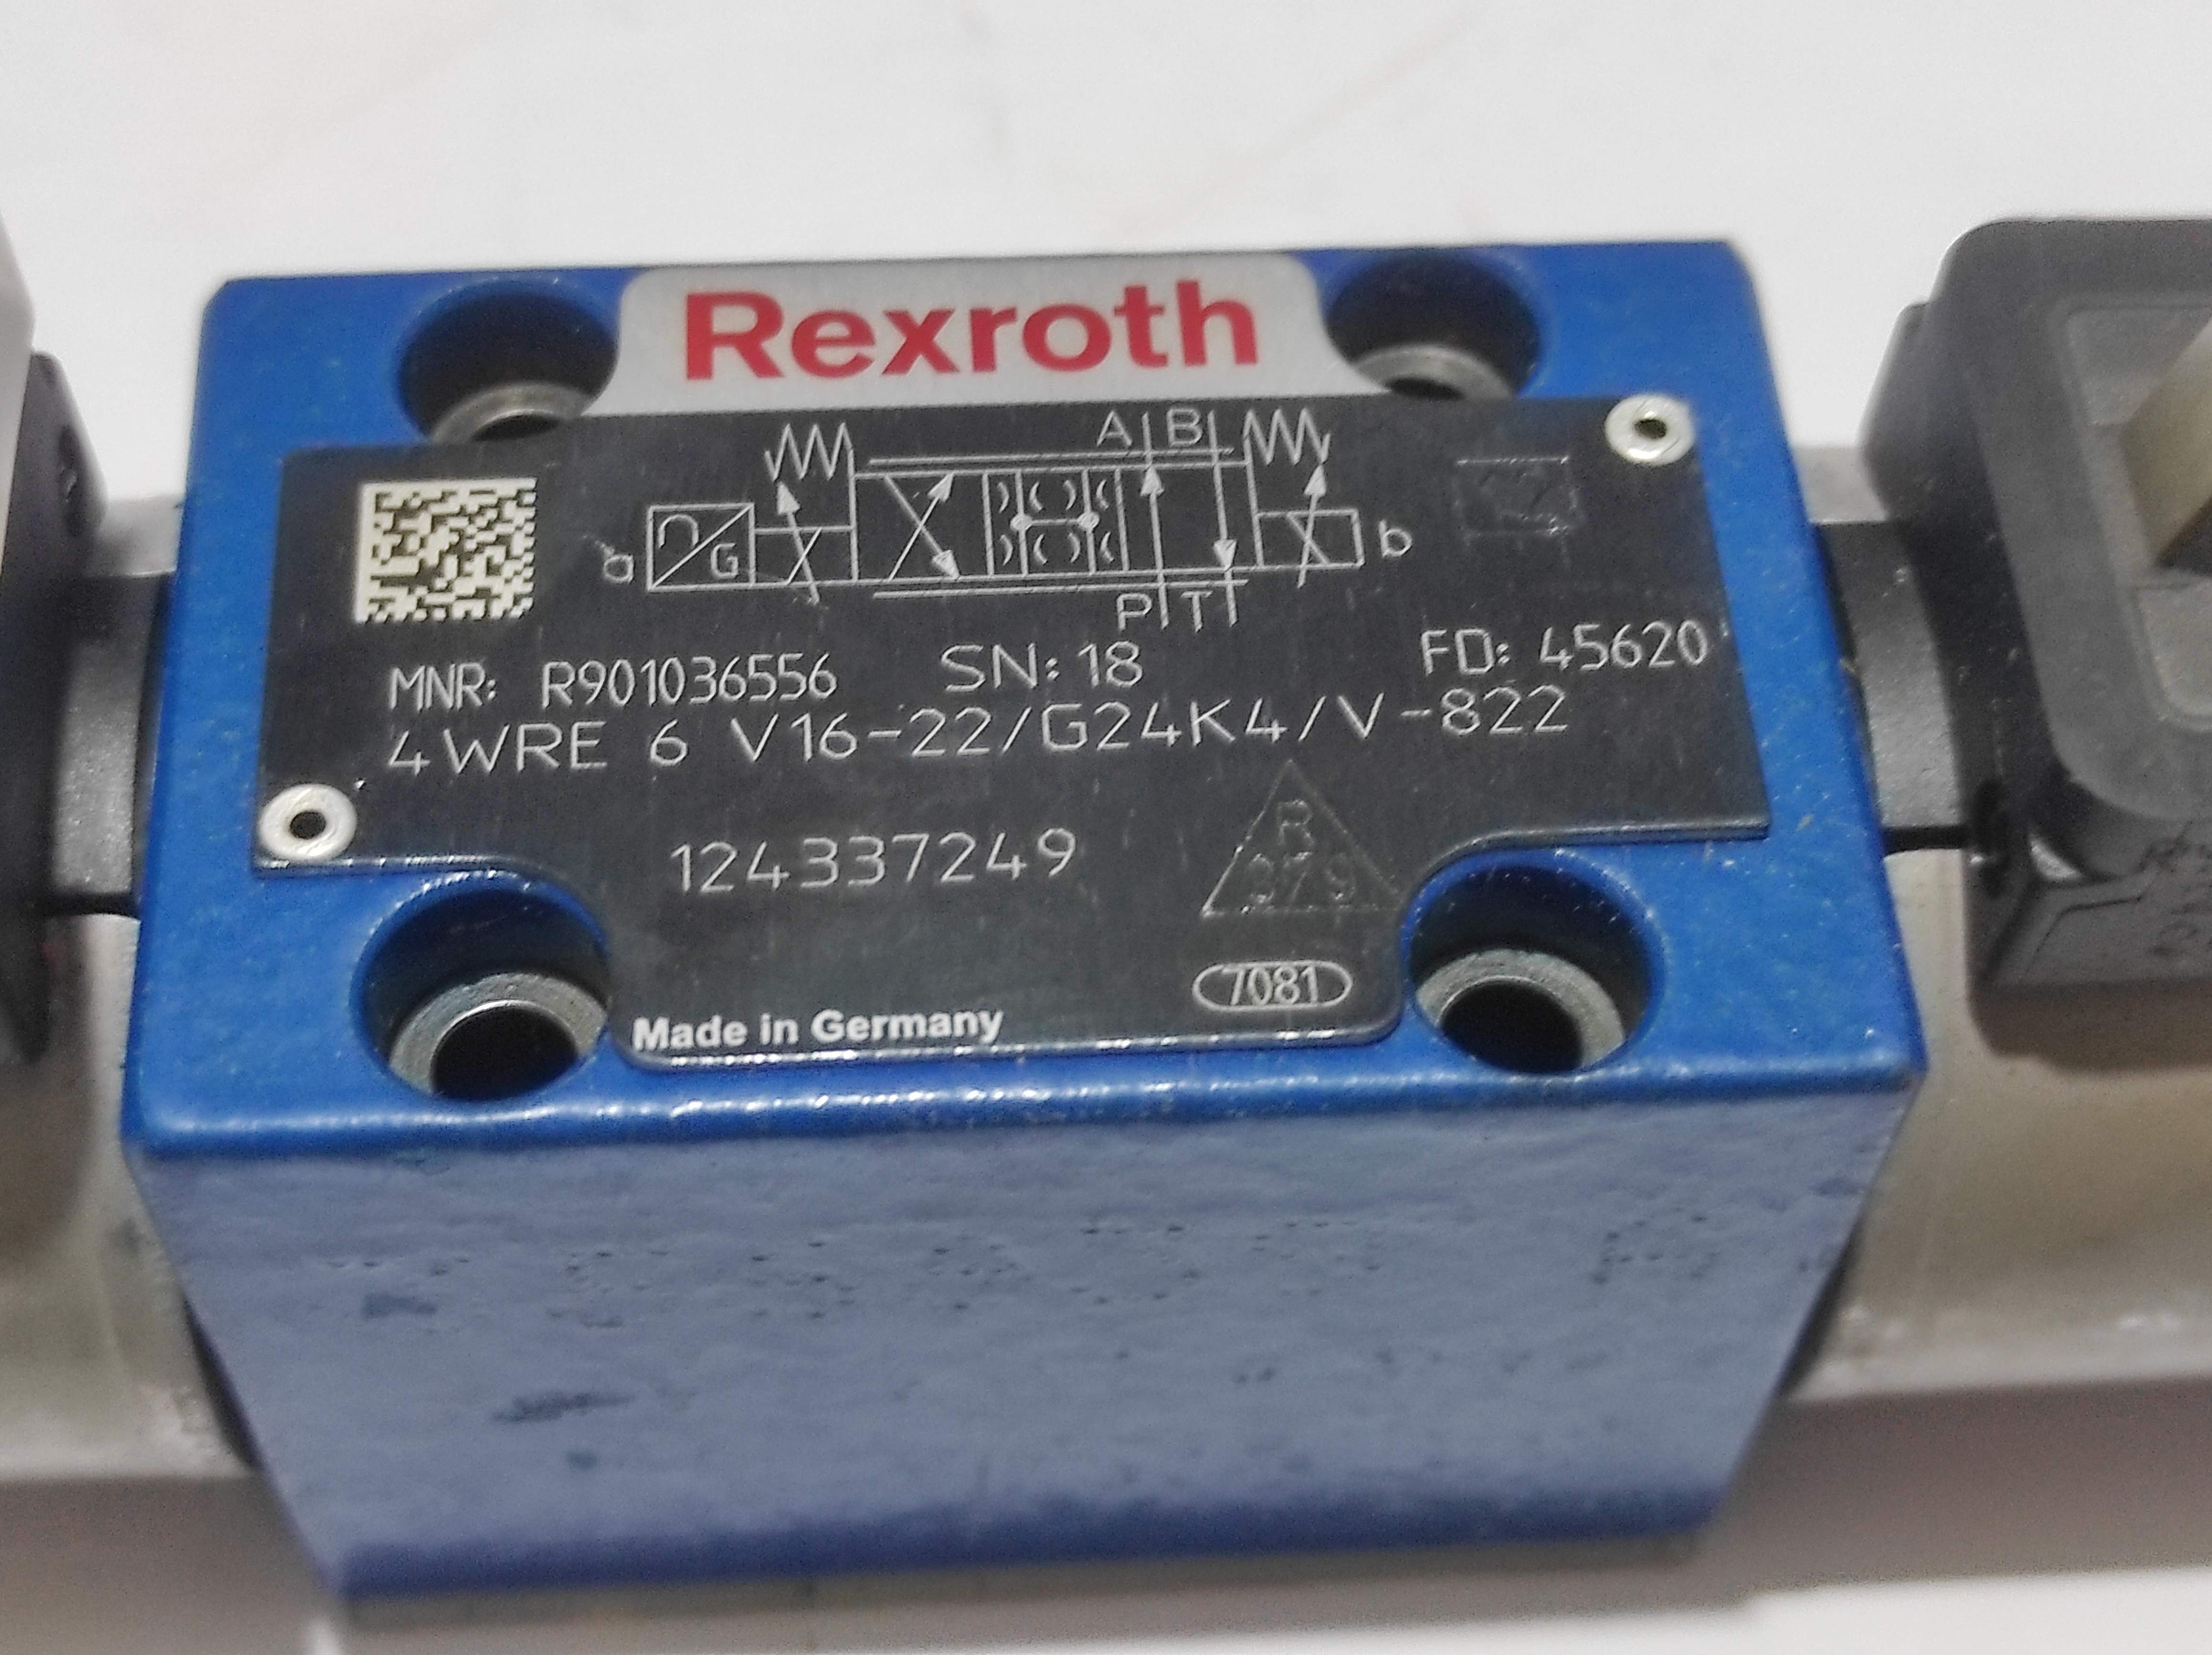 Rexroth
A B
a G b
P T
MNR: R901036556 SN: 18 FD: 45620
4WRE 6 V16-22/G24K4/V-822
124337249
R
379
7081
Made in Germany